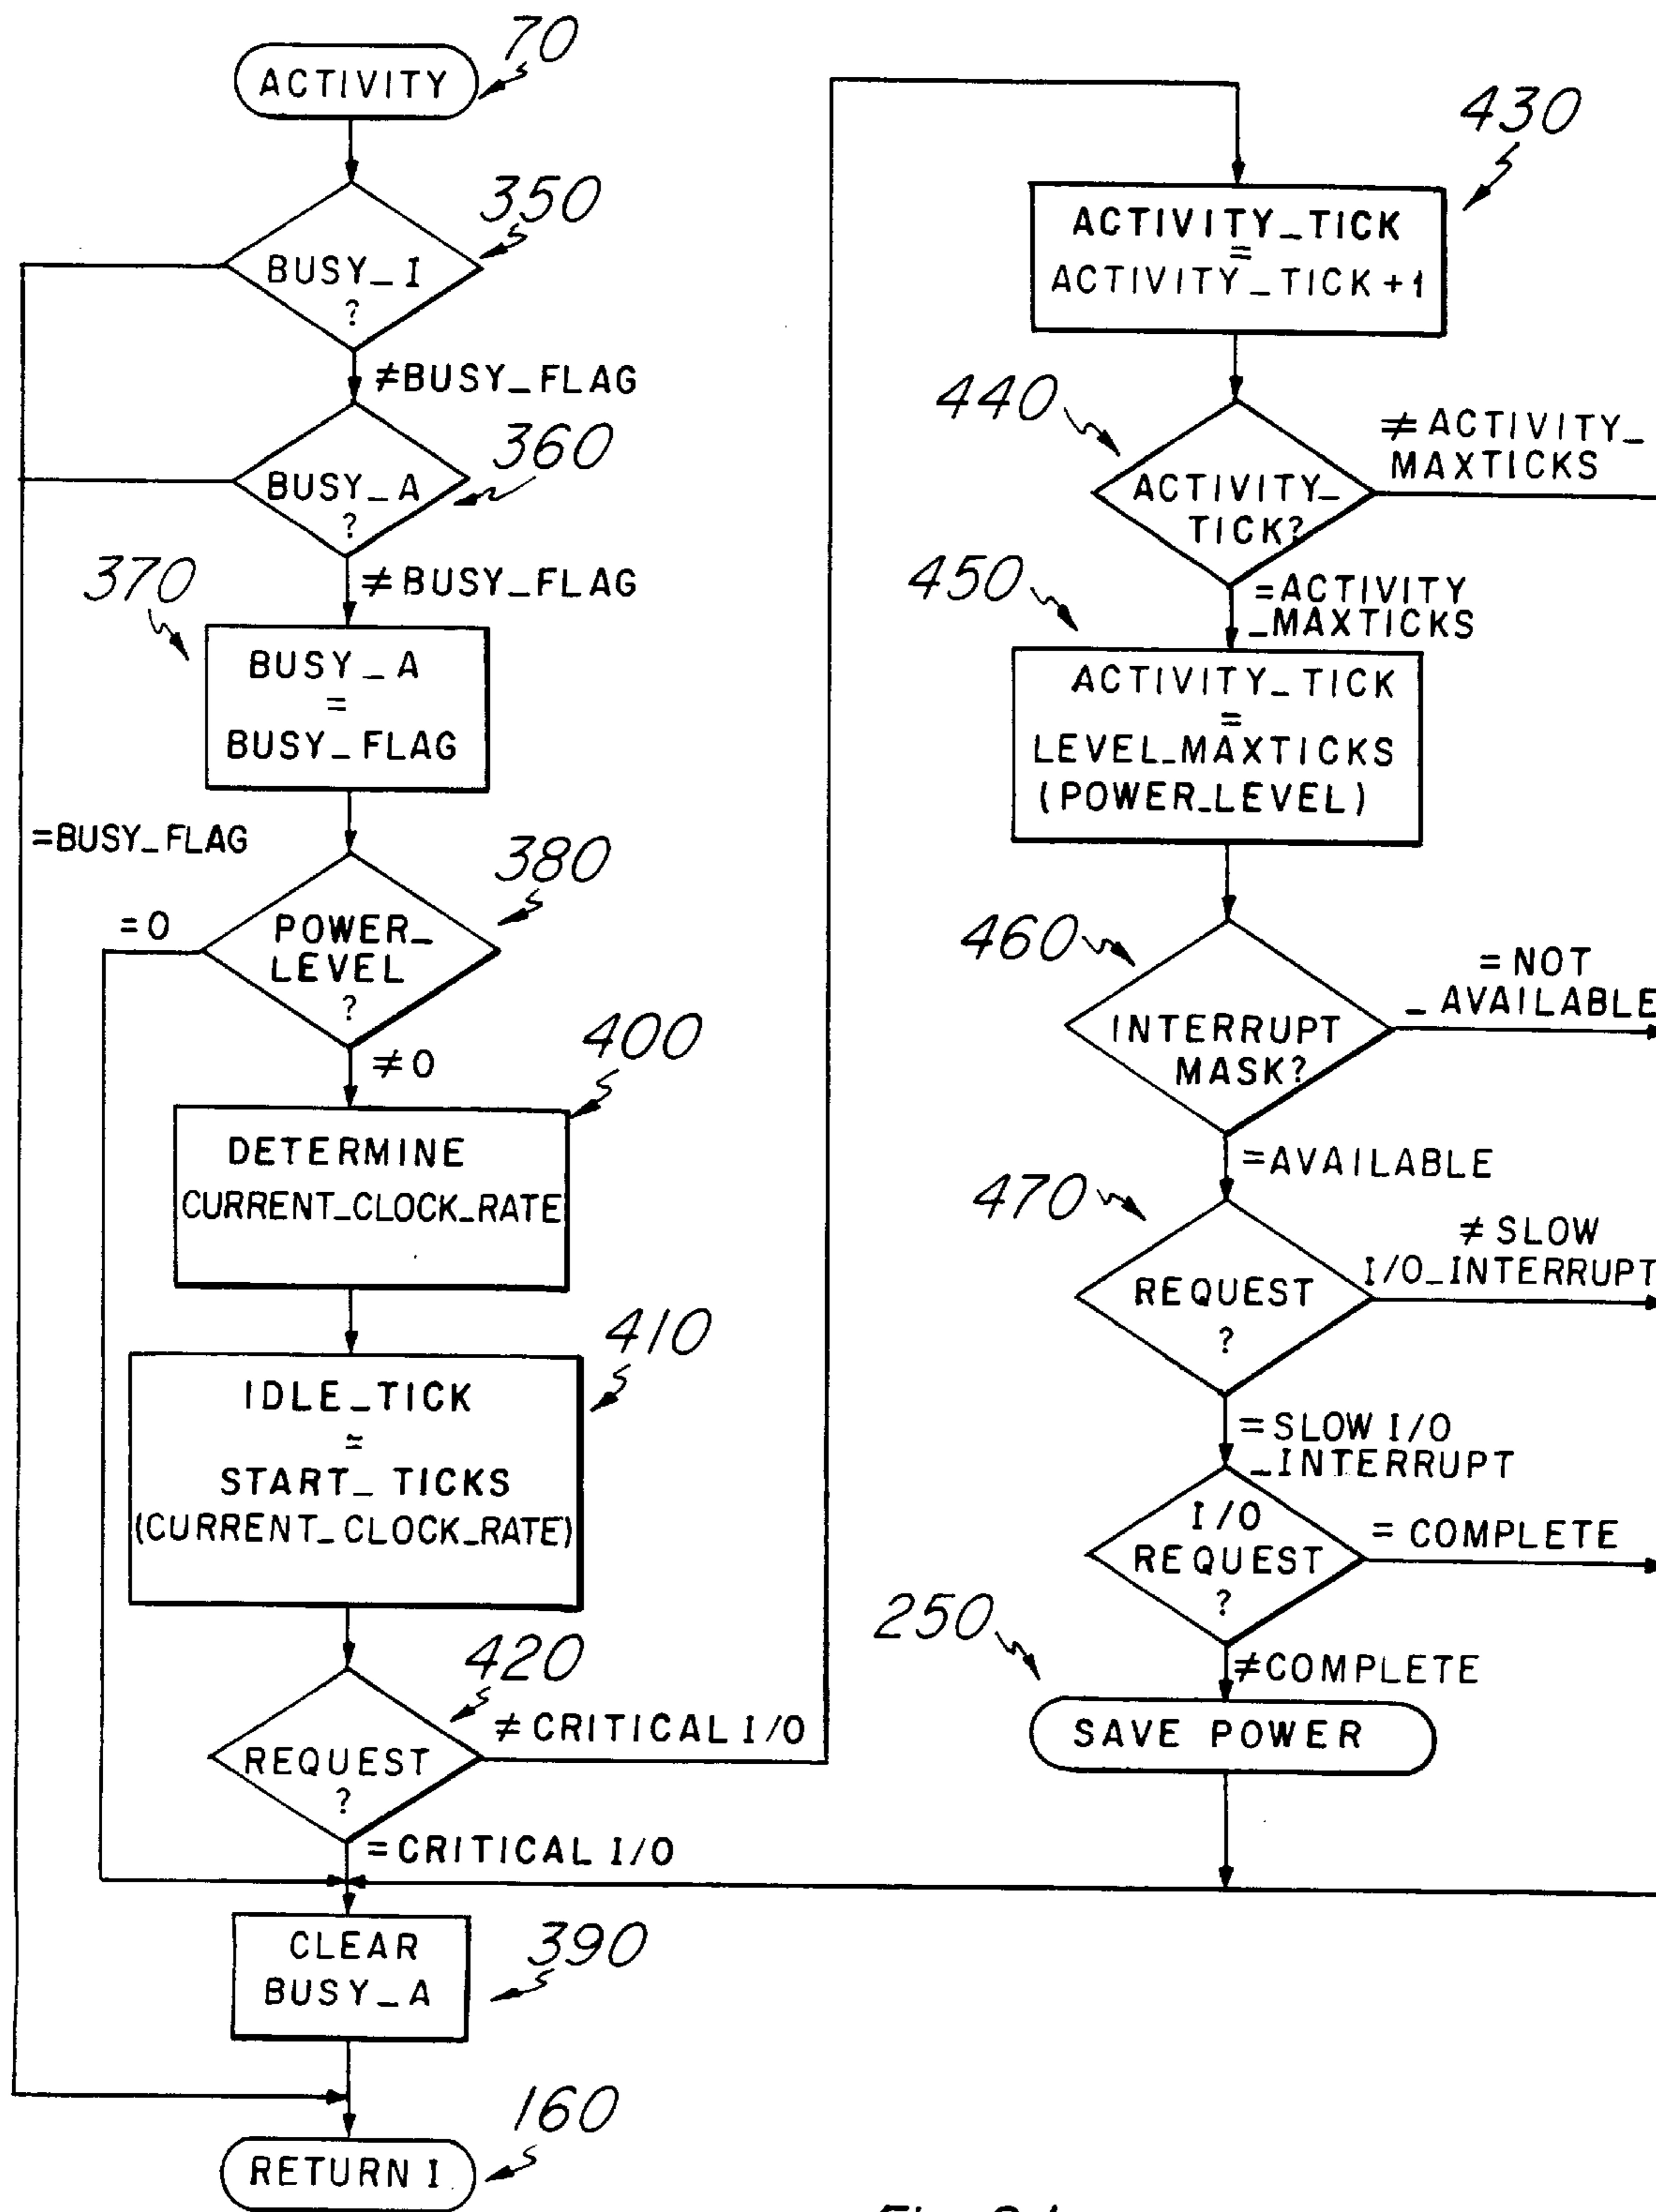 ACTIVITY
70
BUSY_I
?
350
≠BUSY_FLAG
BUSY_A
?
360
≠BUSY_FLAG
370
BUSY_A
=
BUSY_FLAG
=BUSY_FLAG
380
=0
POWER_
LEVEL
?
≠0
400
DETERMINE
CURRENT_CLOCK_RATE
410
IDLE_TICK
=
START_TICKS
(CURRENT_CLOCK_RATE)
420
REQUEST
?
≠CRITICAL I/O
=CRITICAL I/O
CLEAR
BUSY_A
390
160
RETURN I
430
ACTIVITY_TICK
=
ACTIVITY_TICK+1
440
ACTIVITY_
TICK?
≠ACTIVITY_
MAXTICKS
450
=ACTIVITY
_MAXTICKS
ACTIVITY_TICK
=
LEVEL_MAXTICKS
(POWER_LEVEL)
460
INTERRUPT
MASK?
=NOT
_AVAILABLE
=AVAILABLE
470
REQUEST
?
≠SLOW
I/O_INTERRUPT
=SLOW I/O
_INTERRUPT
I/O
REQUEST
?
= COMPLETE
250
≠COMPLETE
SAVE POWER